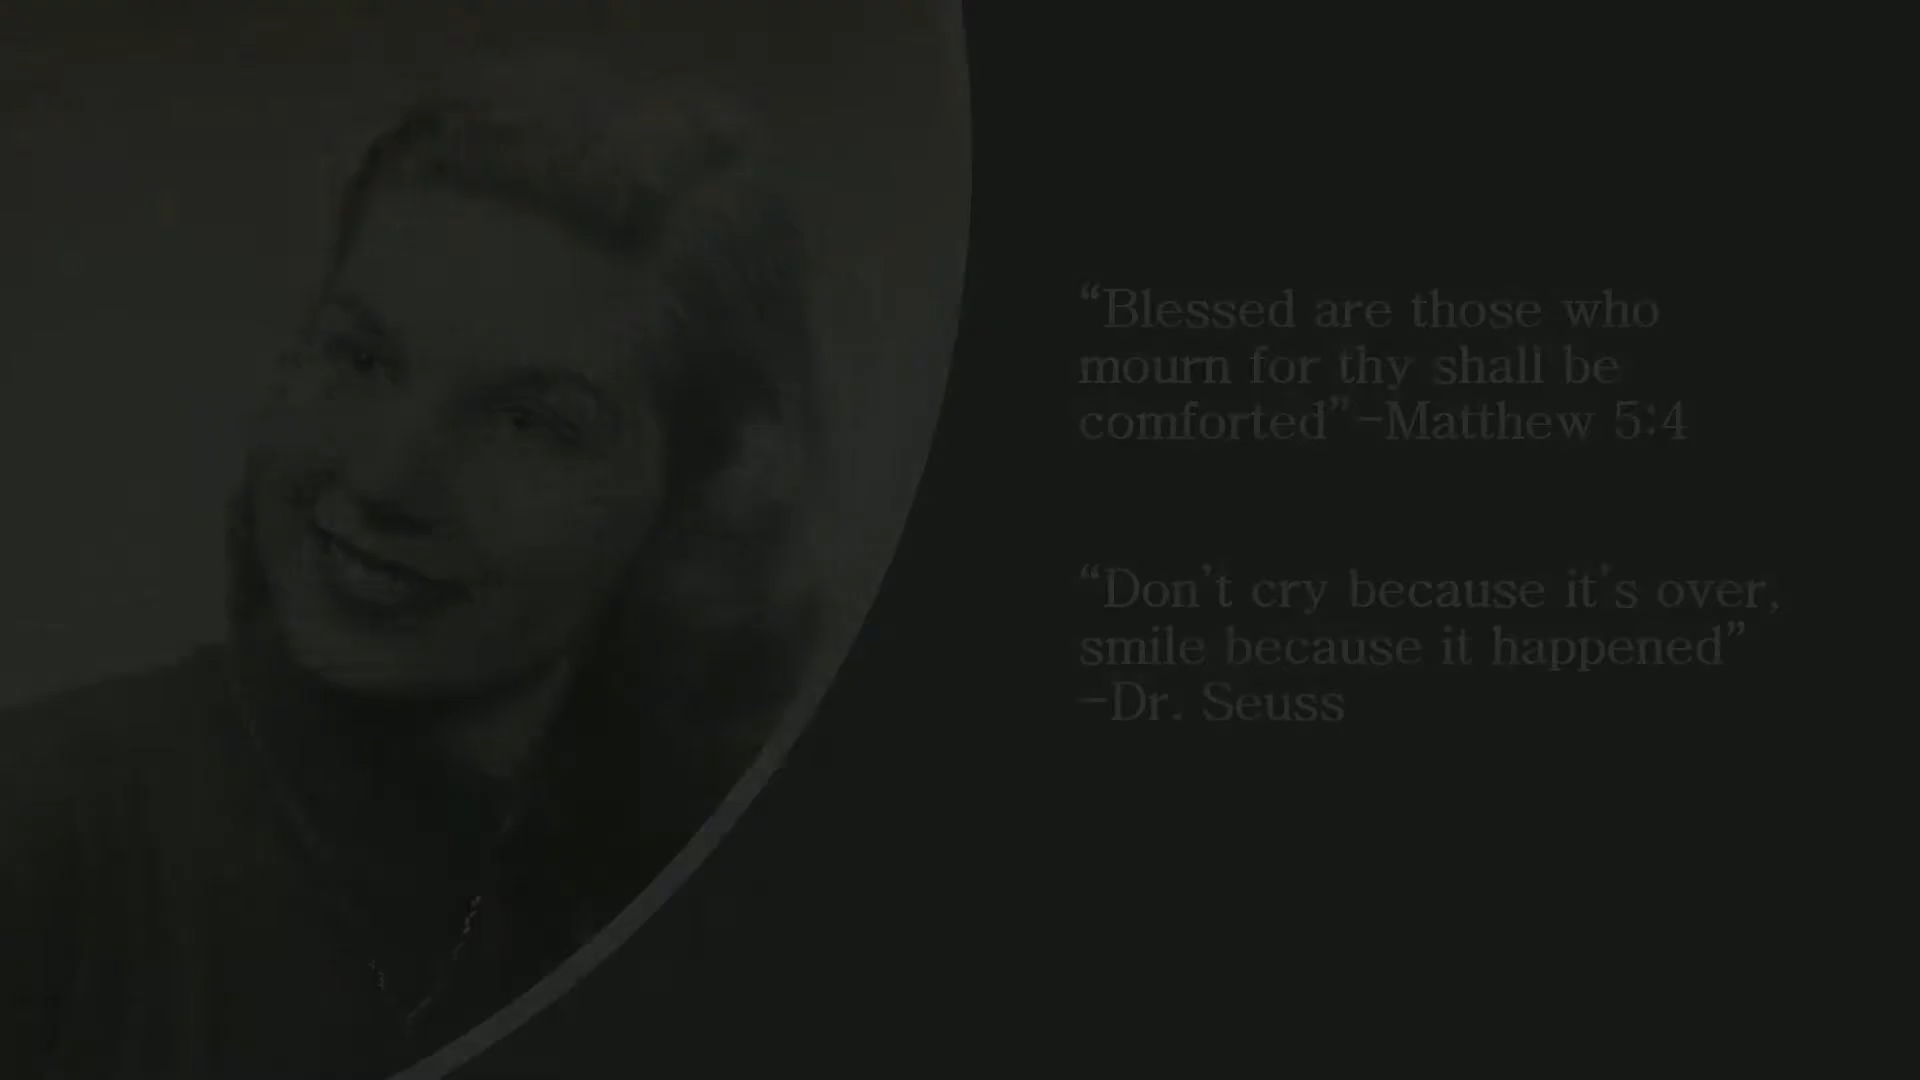 “Blessed are those who
mourn for thy shall be
comforted”-Matthew 5:4
“Don't cry because it's over,
smile because it happened”
-Dr. Seuss